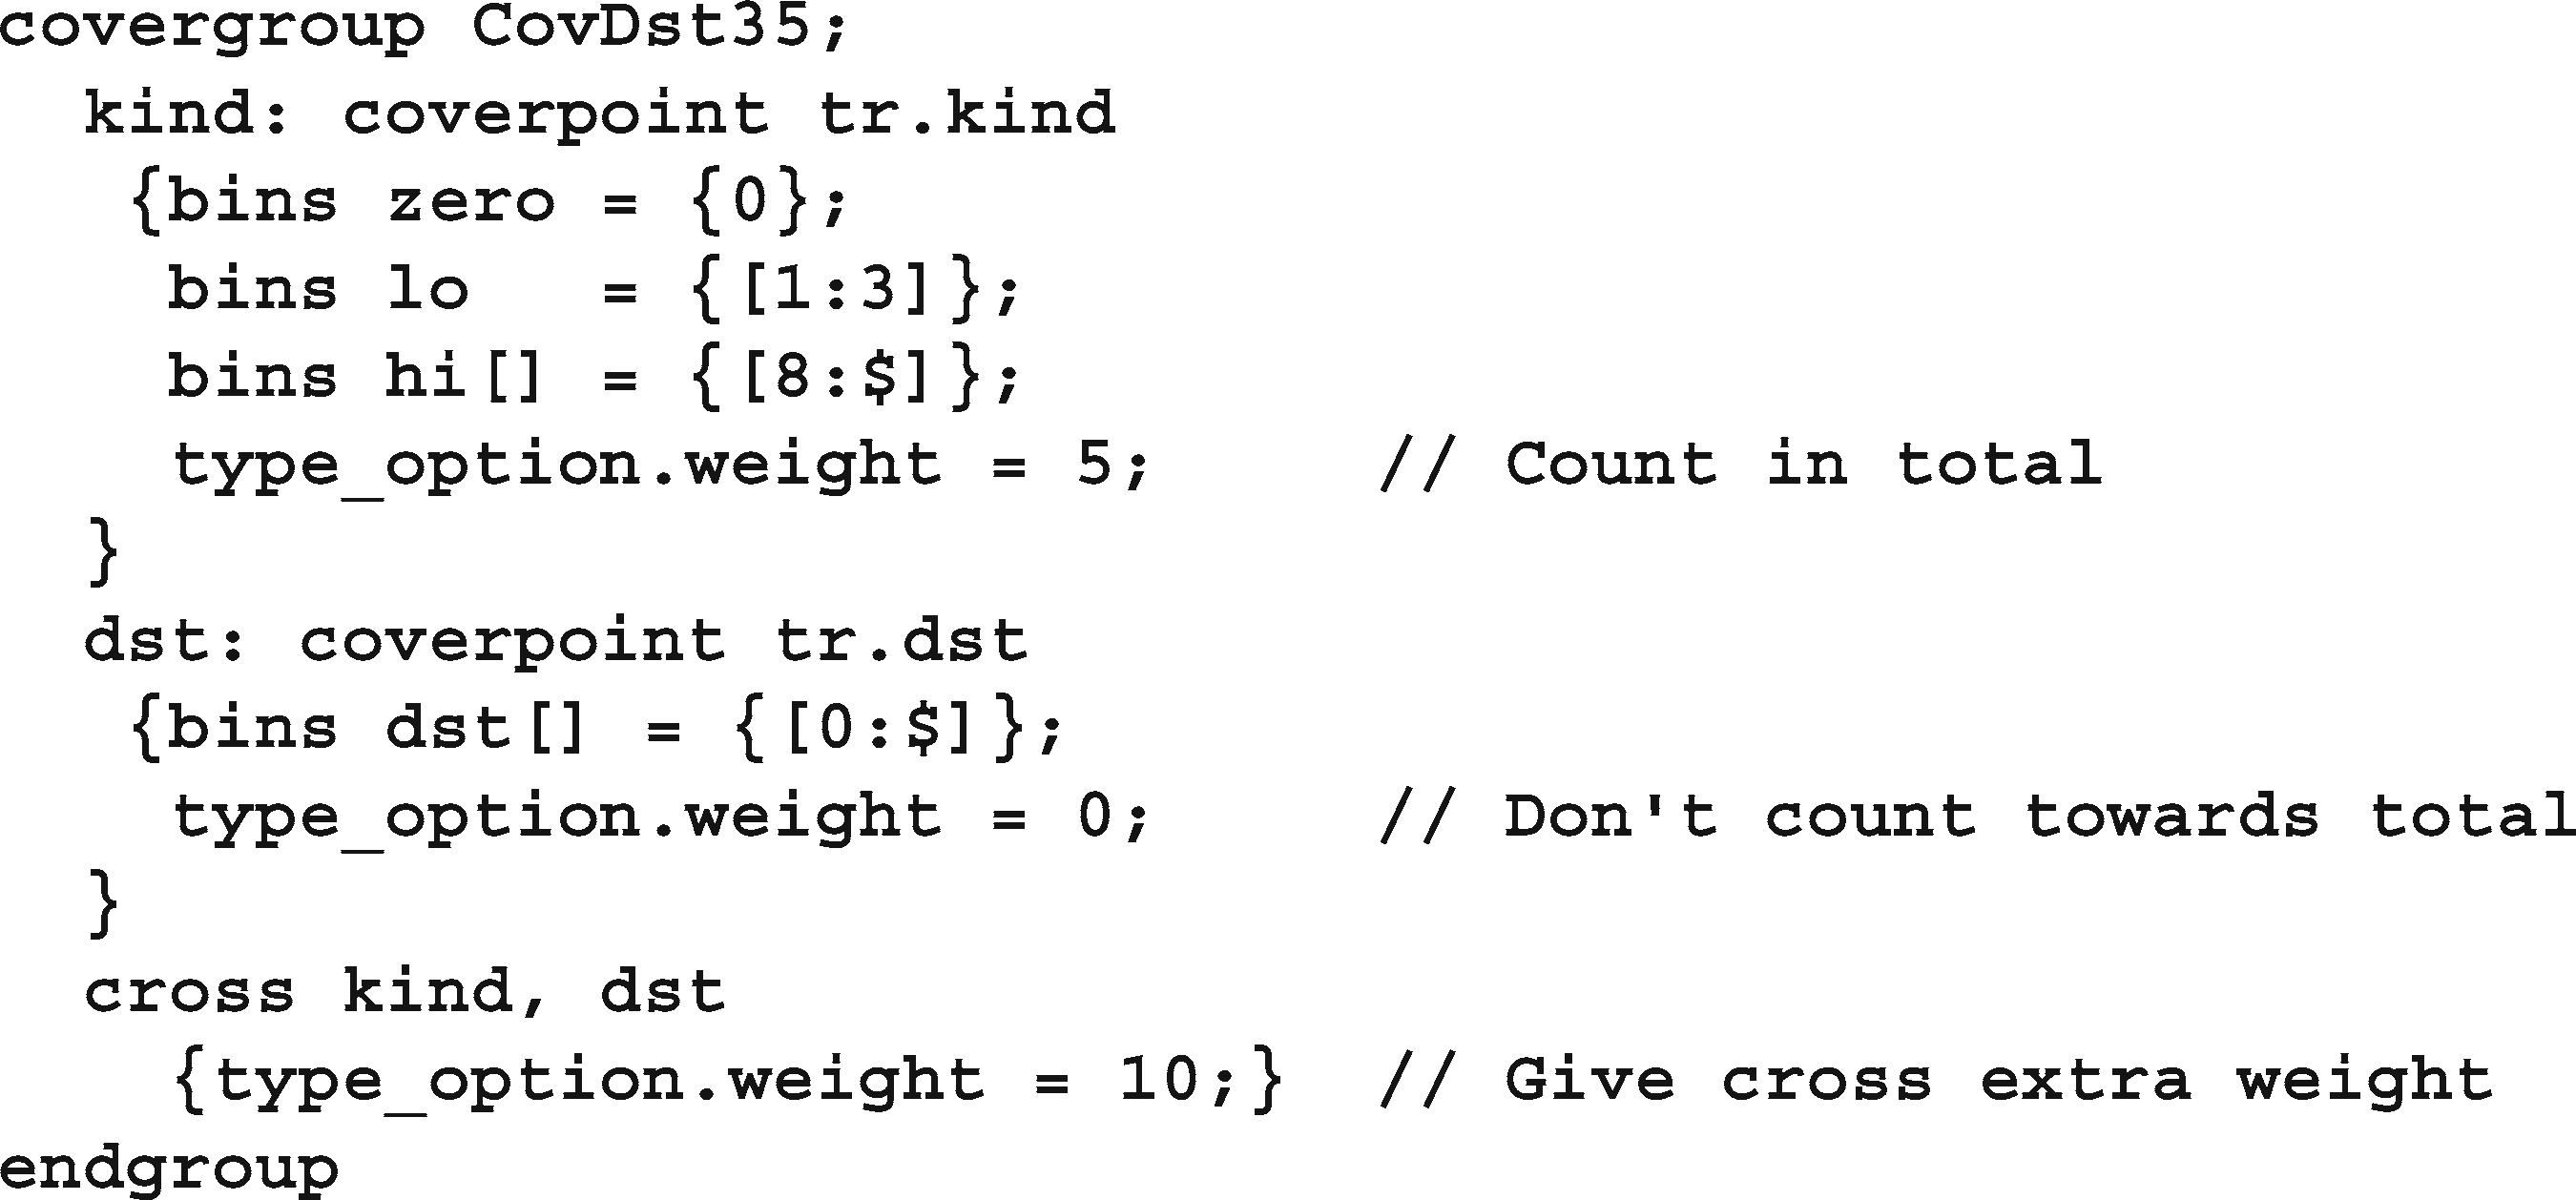 covergroup CovDst35;
  kind: coverpoint tr.kind
   {bins zero = {0};
    bins lo   = {[1:3]};
    bins hi[] = {[8:$]};
    type_option.weight = 5;     // Count in total
  }
  dst: coverpoint tr.dst
   {bins dst[] = {[0:$]};
    type_option.weight = 0;     // Don't count towards total
  }
  cross kind, dst
    {type_option.weight = 10;}  // Give cross extra weight
endgroup